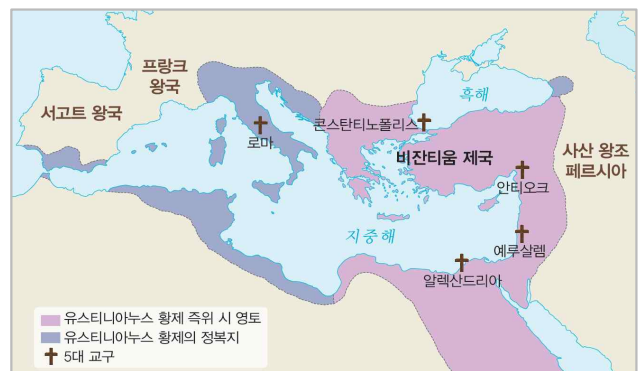 프랑크
왕국
서고트 왕국
흑해
콘스탄티노폴리스
로마
비잔티움 제국
사산 왕조
페르시아
안티오크
지중해
예루살렘
알렉산드리아
유스티니아누스 황제 즉위 시 영토
유스티니아누스 황제의 정복지
5대 교구